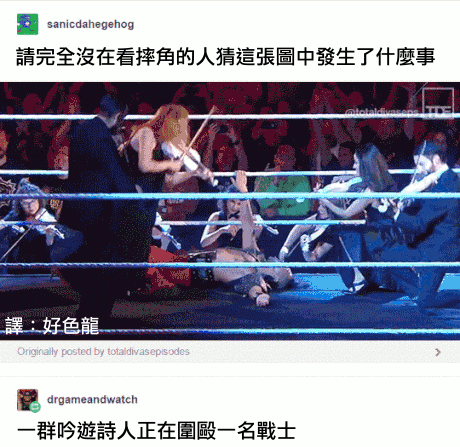 sanicdahegehog
請完全沒在看摔角的人猜這張圖中發生了什麼事
@totaldivaseps
譯：好色龍
Originally posted by totaldivasepisodes
drgameandwatch
一群吟遊詩人正在圍毆一名戰士